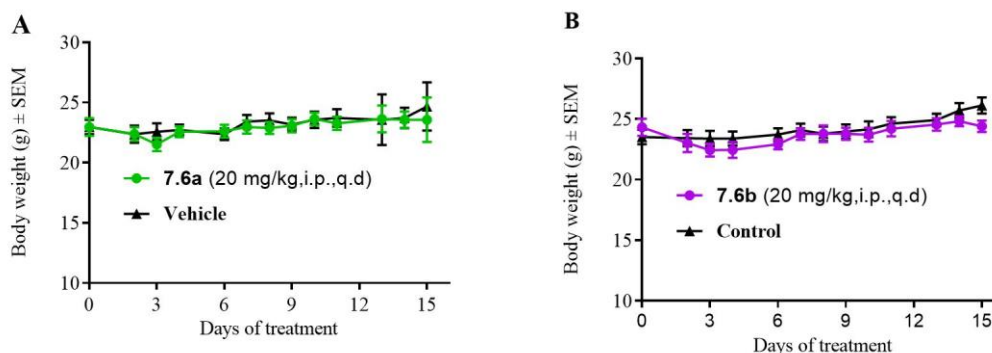 A
Body weight (g) ± SEM
30
25
20
15
10
7.6a (20 mg/kg,i.p.,q.d)
Vehicle
0 3 6 9 12 15
Days of treatment
B
Body weight (g) ± SEM
30
25
20
15
10
7.6b (20 mg/kg,i.p.,q.d)
Control
0 3 6 9 12 15
Days of treatment